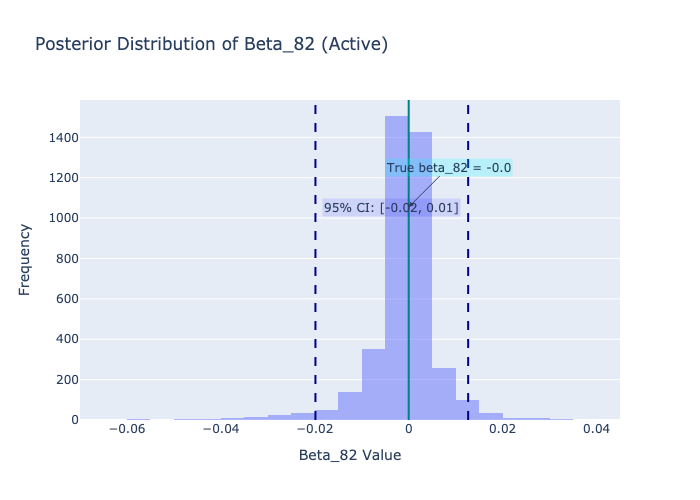 Posterior Distribution of Beta_82 (Active)
1400
1200
1000
800
600
400
200
0
Frequency
True beta_82 = -0.0
95% CI: [-0.02, 0.01]
−0.06
−0.04
−0.02
0
0.02
0.04
Beta_82 Value